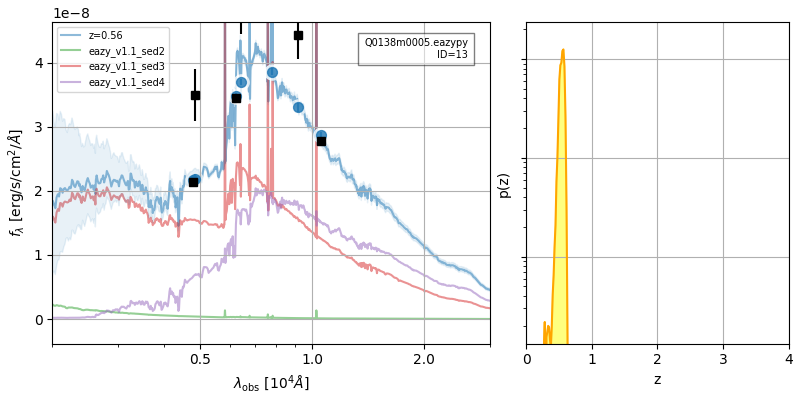 1e−8
z=0.56
eazy_v1.1_sed2
eazy_v1.1_sed3
eazy_v1.1_sed4
Q0138m0005.eazypy
ID=13
4
3
2
1
0
f_λ [erg/s/cm²/Å]
0.5
1.0
2.0
λ_obs [10⁴Å]
p(z)
0
1
2
3
4
z